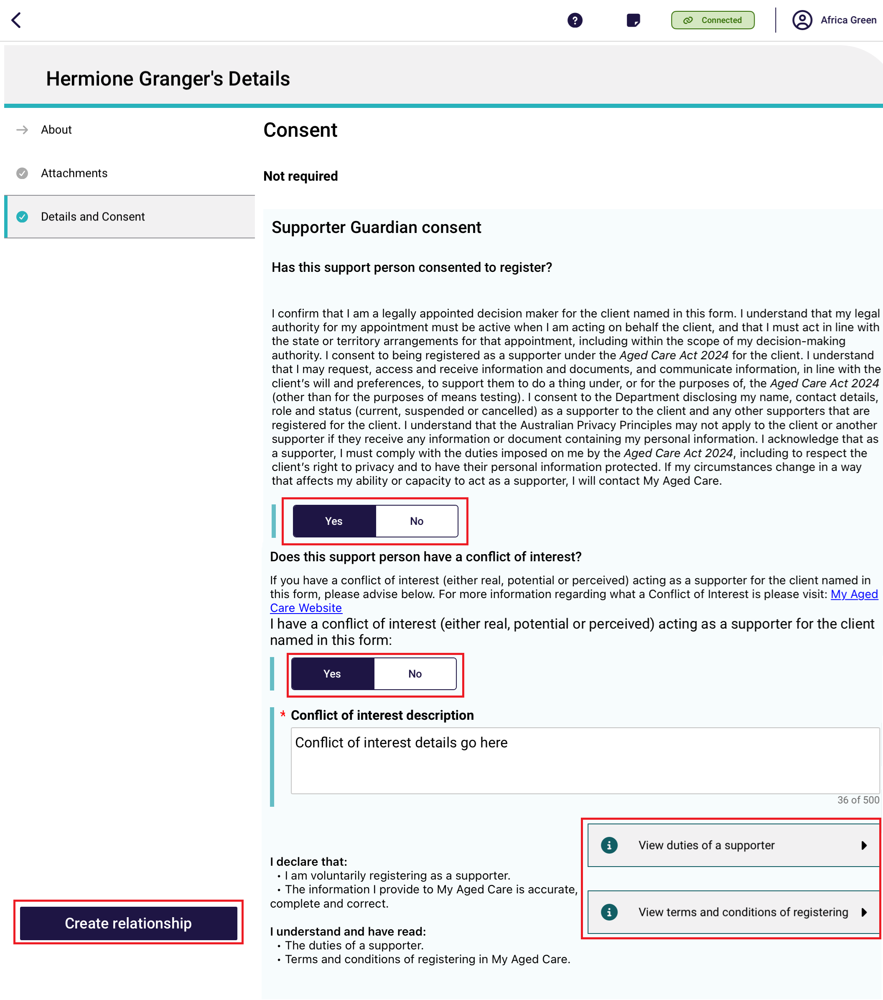 Connected
Africa Green
Hermione Granger's Details
About
Attachments
Details and Consent
Consent
Not required
Supporter Guardian consent
Has this support person consented to register?
I confirm that I am a legally appointed decision maker for the client named in this form. I understand that my legal
authority for my appointment must be active when I am acting on behalf the client, and that I must act in line with
the state or territory arrangements for that appointment, including within the scope of my decision-making
authority. I consent to being registered as a supporter under the Aged Care Act 2024 for the client. I understand
that I may request, access and receive information and documents, and communicate information, in line with the
client’s will and preferences, to support them to do a thing under, or for the purposes of, the Aged Care Act 2024
(other than for the purposes of means testing). I consent to the Department disclosing my name, contact details,
role and status (current, suspended or cancelled) as a supporter to the client and any other supporters that are
registered for the client. I understand that the Australian Privacy Principles may not apply to the client or another
supporter if they receive any information or document containing my personal information. I acknowledge that as
a supporter, I must comply with the duties imposed on me by the Aged Care Act 2024, including to respect the
client’s right to privacy and to have their personal information protected. If my circumstances change in a way
that affects my ability or capacity to act as a supporter, I will contact My Aged Care.
Yes No
Does this support person have a conflict of interest?
If you have a conflict of interest (either real, potential or perceived) acting as a supporter for the client named in
this form, please advise below. For more information regarding what a Conflict of Interest is please visit: My Aged
Care Website
I have a conflict of interest (either real, potential or perceived) acting as a supporter for the client
named in this form:
Yes No
* Conflict of interest description
Conflict of interest details go here
36 of 500
View duties of a supporter
View terms and conditions of registering
I declare that:
• I am voluntarily registering as a supporter.
• The information I provide to My Aged Care is accurate,
complete and correct.
I understand and have read:
• The duties of a supporter.
• Terms and conditions of registering in My Aged Care.
Create relationship